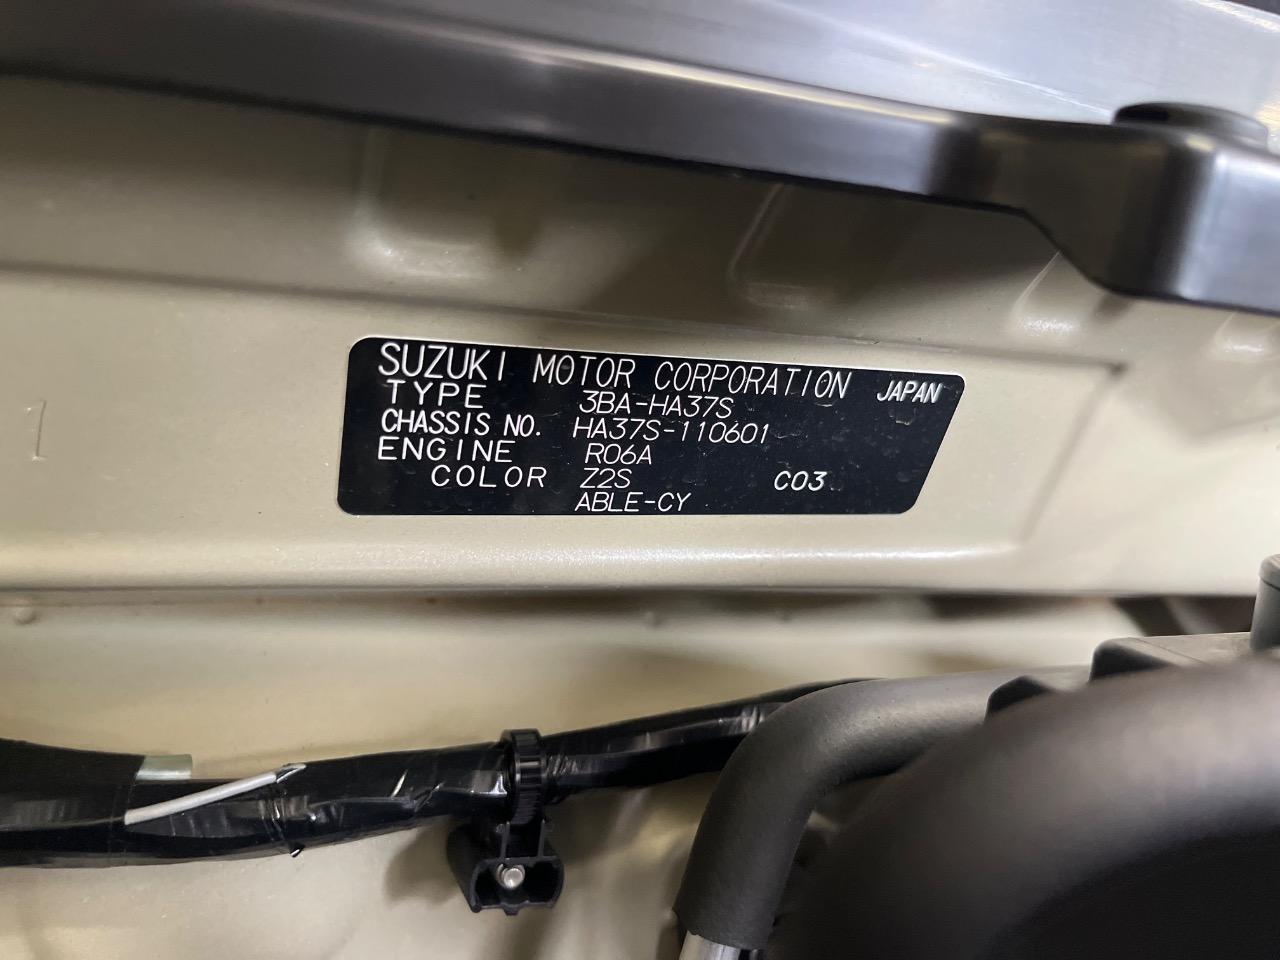 SUZUKI MOTOR CORPORATION JAPAN
TYPE 3BA-HA37S
CHASSIS NO. HA37S-110601
ENGINE R06A
COLOR Z2S C03
ABLE-CY